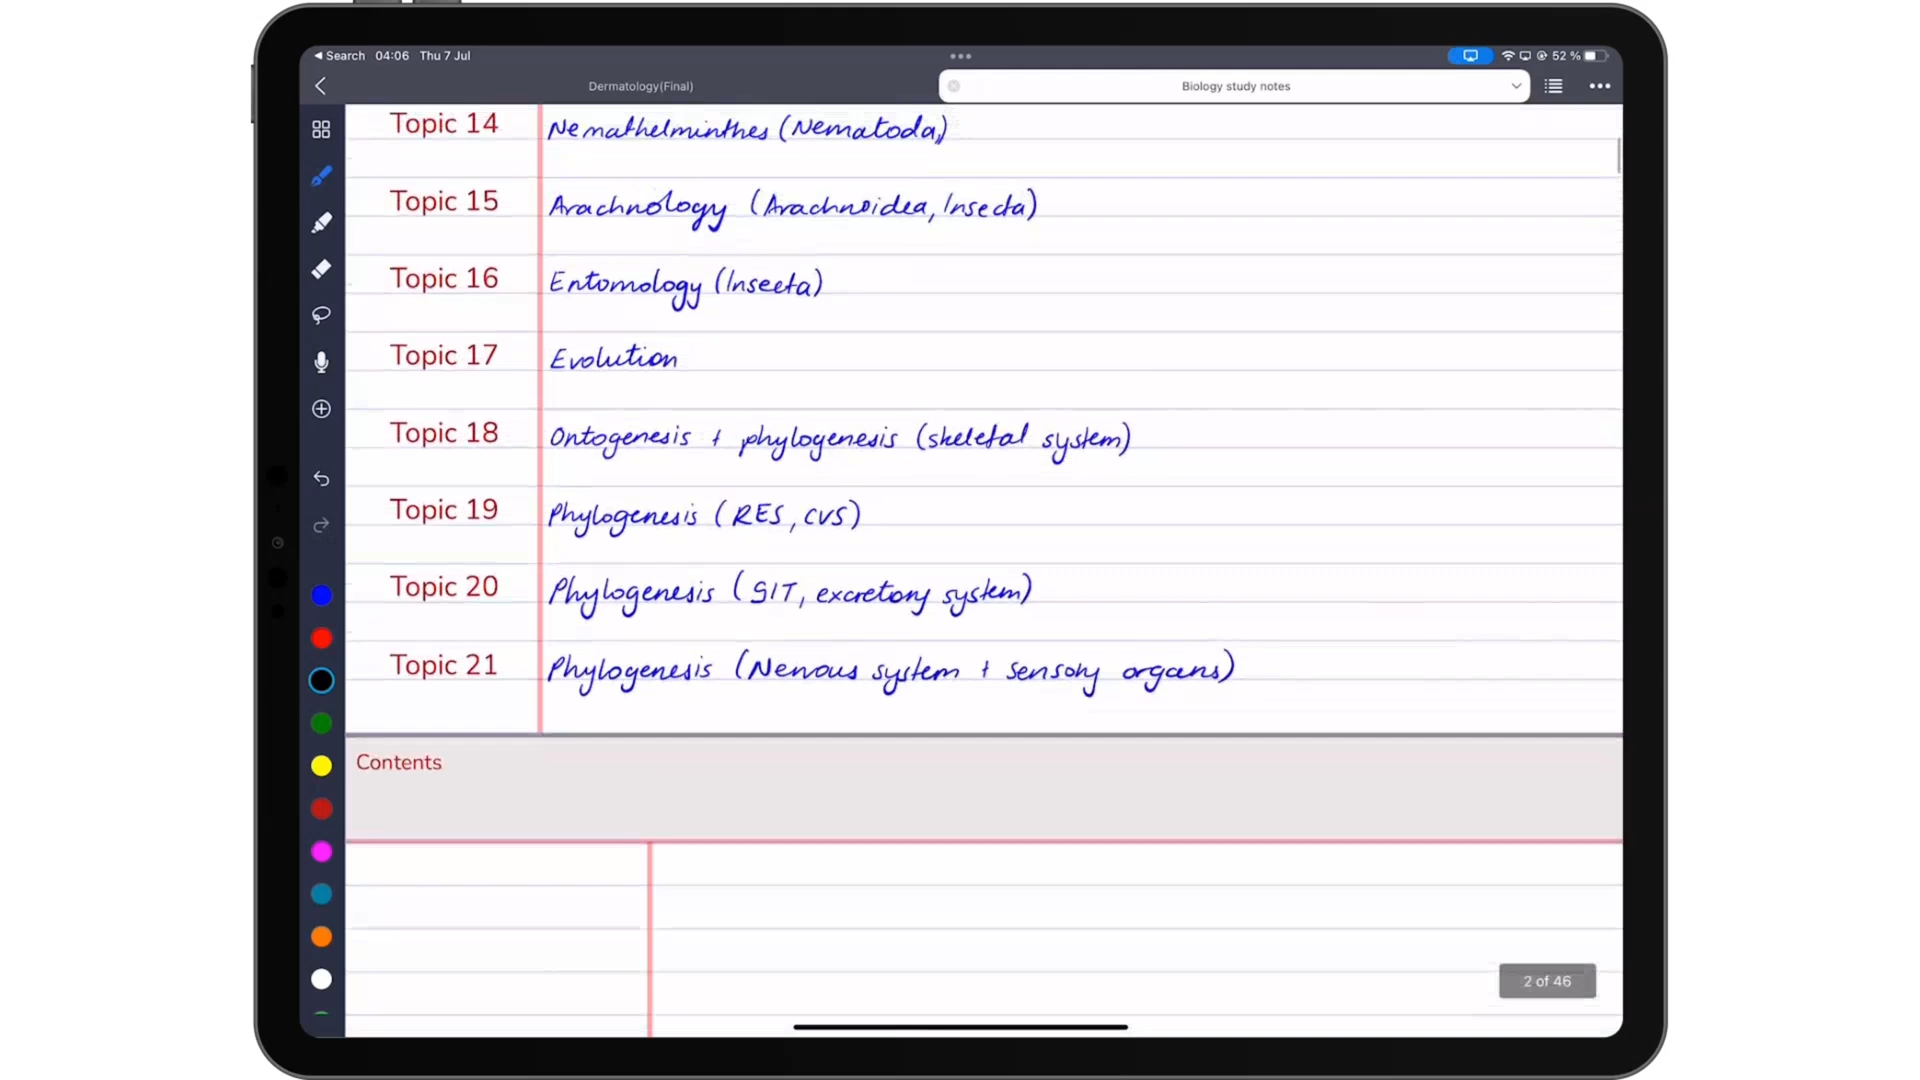 Search 04:06 Thu 7 Jul 52 %
Dermatology(Final) Biology study notes
Topic 14 Nemathelminthes (Nematoda)
Topic 15 Arachnology (Arachnoidea, Insecta)
Topic 16 Entomology (Insecta)
Topic 17 Evolution
Topic 18 Ontogenesis + phylogenesis (skeletal system)
Topic 19 Phylogenesis (RES, CVS)
Topic 20 Phylogenesis (GIT, excretory system)
Topic 21 Phylogenesis (Nervous system + sensory organs)
Contents
2 of 46